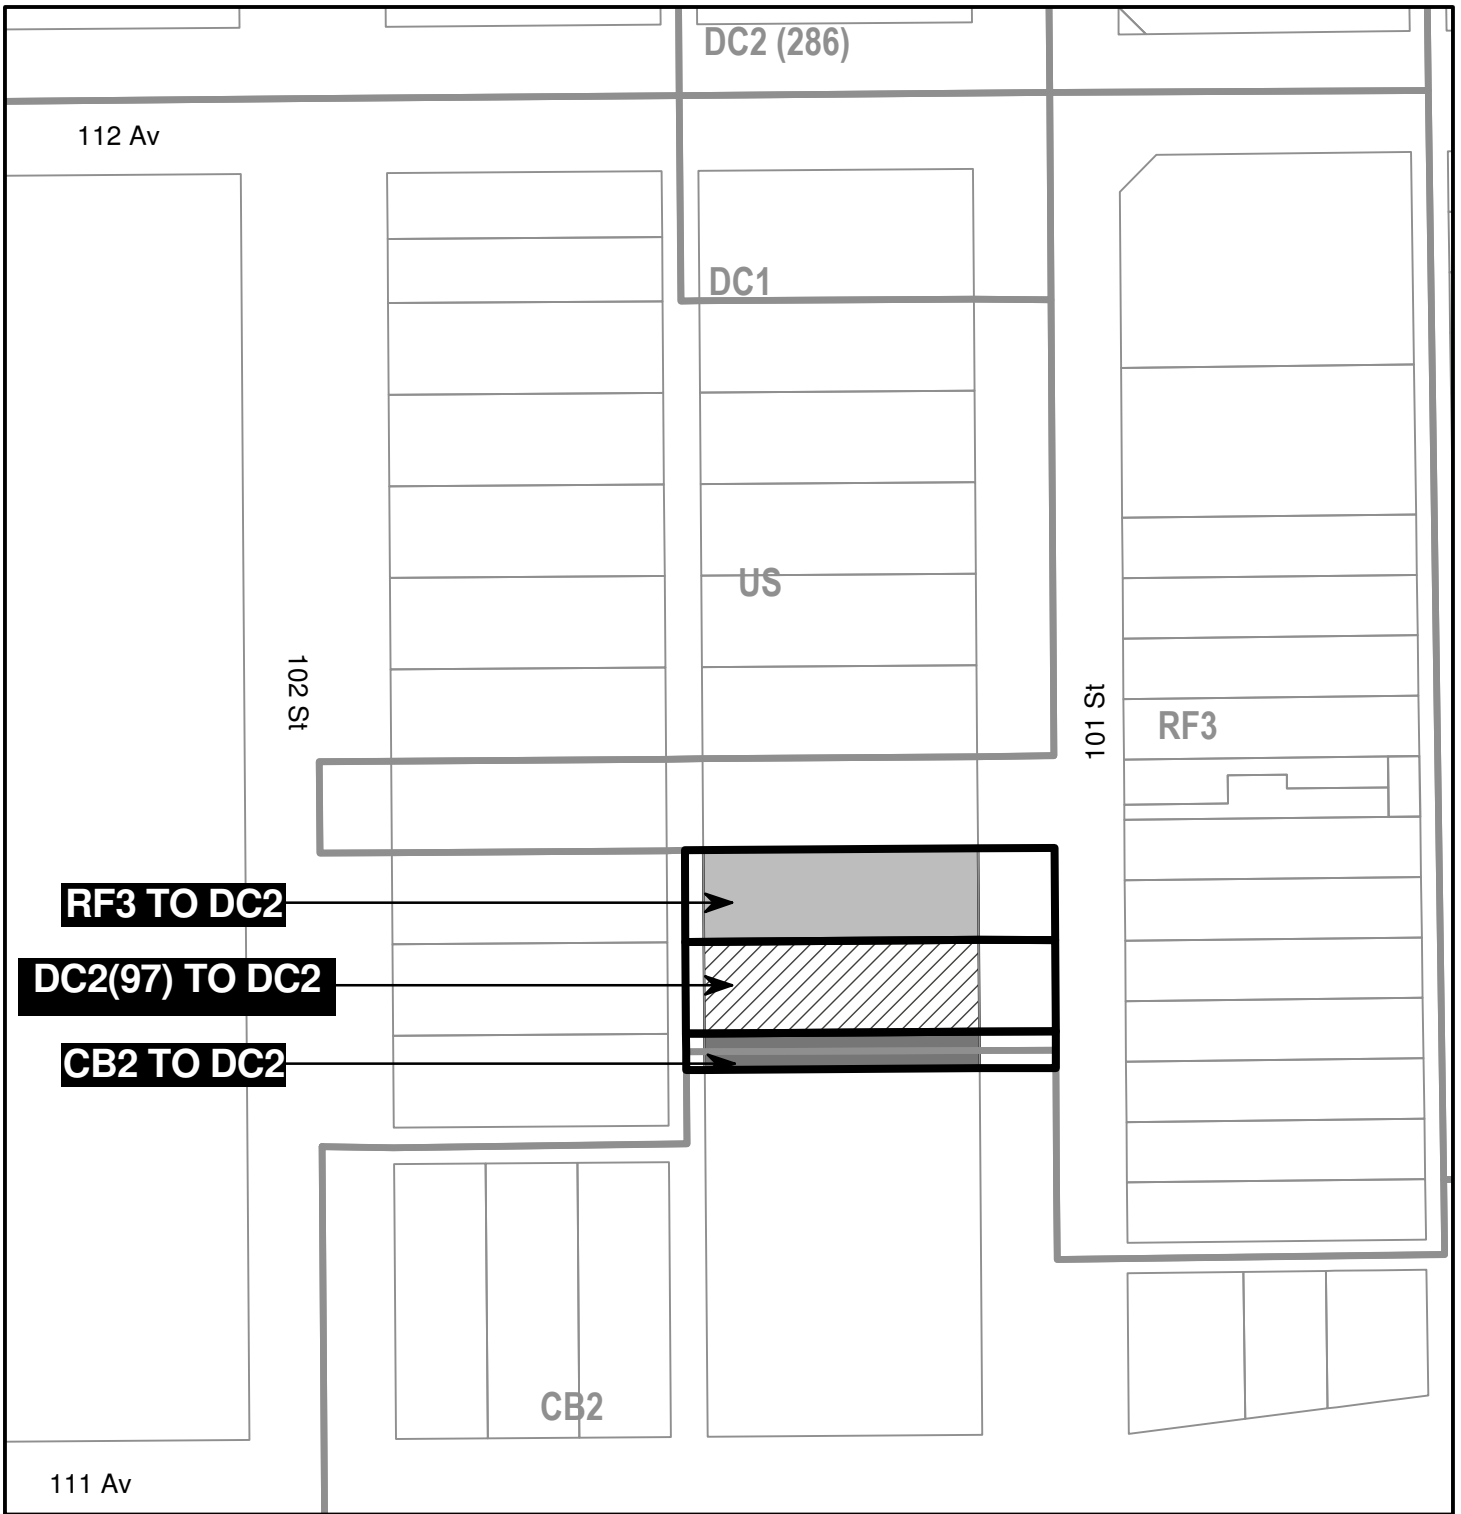 DC2 (286)
112 Av
DC1
US
102 St
101 St
RF3
RF3 TO DC2
DC2(97) TO DC2
CB2 TO DC2
CB2
111 Av